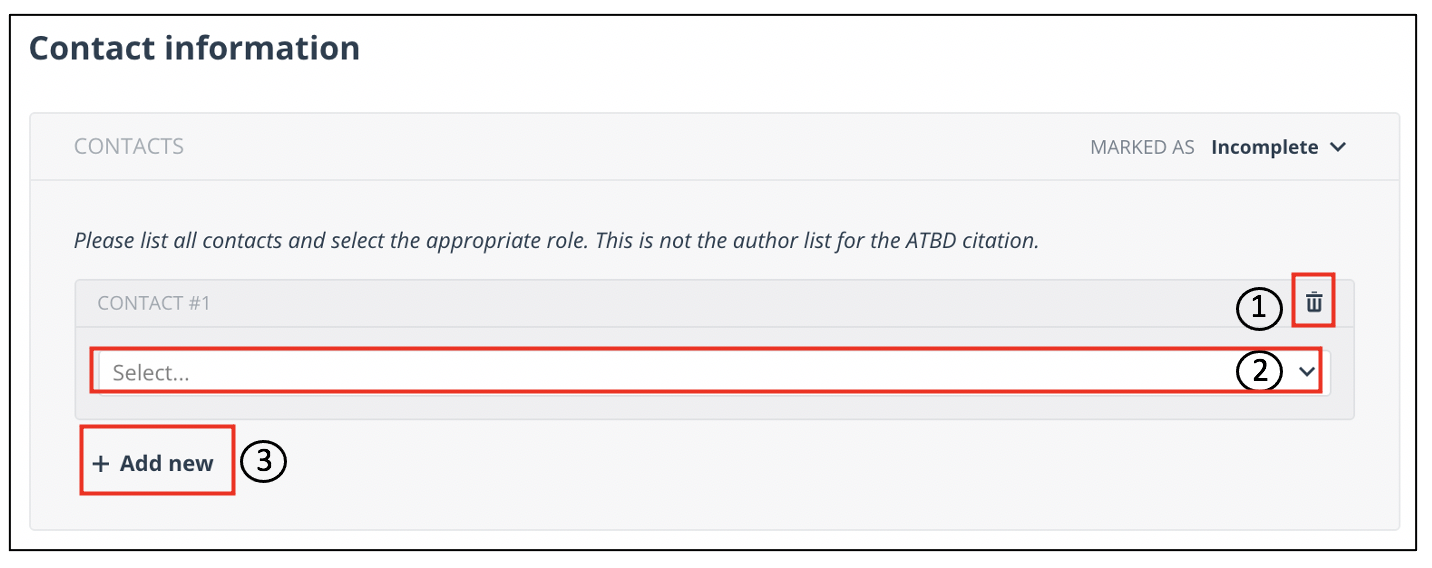 Contact information
CONTACTS MARKED AS Incomplete
Please list all contacts and select the appropriate role. This is not the author list for the ATBD citation.
CONTACT #1 1
Select... 2
+ Add new 3